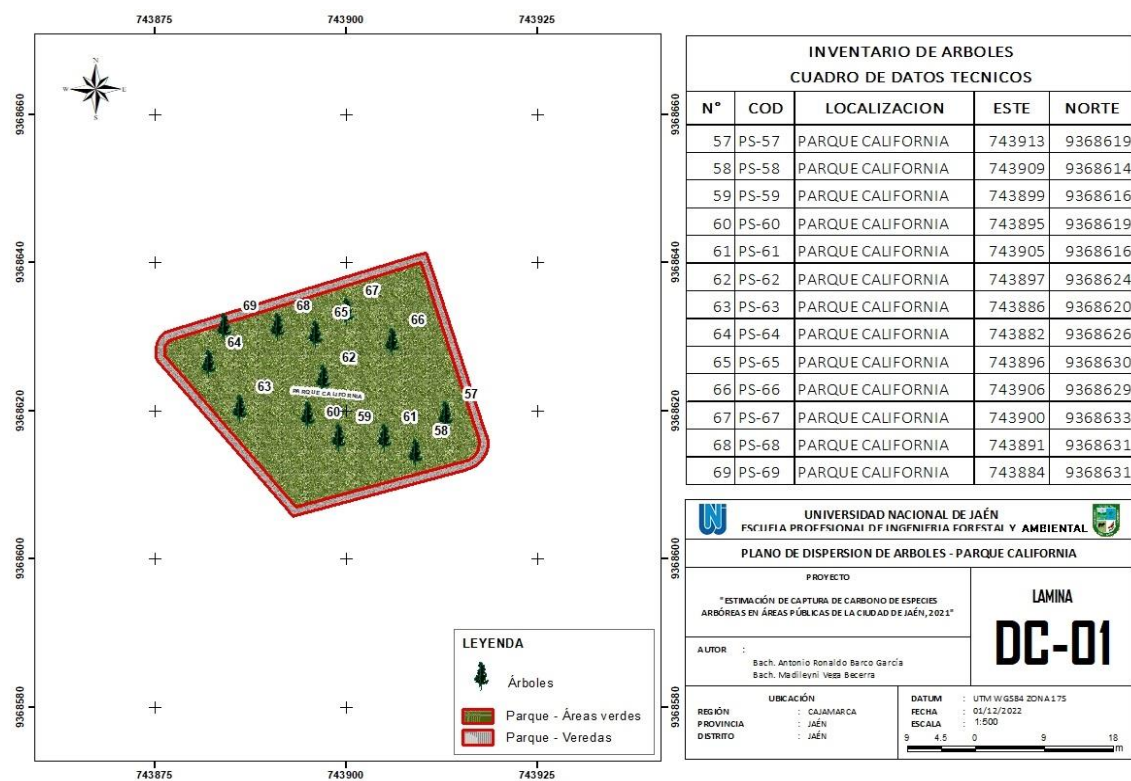 743875 743900 743925
N
W E
S
9368660 9368660
9368640 9368640
9368620 9368620
9368600 9368600
9368580 9368580
67
69 68
65
66
64
62
63
57
PARQUE CALIFORNIA
60 59 61
58
LEYENDA
Árboles
Parque - Áreas verdes
Parque - Veredas
743875 743900 743925
INVENTARIO DE ARBOLES
CUADRO DE DATOS TECNICOS
N° COD LOCALIZACION ESTE NORTE
57 PS-57 PARQUE CALIFORNIA 743913 9368619
58 PS-58 PARQUE CALIFORNIA 743909 9368614
59 PS-59 PARQUE CALIFORNIA 743899 9368616
60 PS-60 PARQUE CALIFORNIA 743895 9368619
61 PS-61 PARQUE CALIFORNIA 743905 9368616
62 PS-62 PARQUE CALIFORNIA 743897 9368624
63 PS-63 PARQUE CALIFORNIA 743886 9368620
64 PS-64 PARQUE CALIFORNIA 743882 9368626
65 PS-65 PARQUE CALIFORNIA 743896 9368630
66 PS-66 PARQUE CALIFORNIA 743906 9368629
67 PS-67 PARQUE CALIFORNIA 743900 9368633
68 PS-68 PARQUE CALIFORNIA 743891 9368631
69 PS-69 PARQUE CALIFORNIA 743884 9368631
UNIVERSIDAD NACIONAL DE JAÉN
ESCUELA PROFESIONAL DE INGENIERIA FORESTAL Y AMBIENTAL
PLANO DE DISPERSION DE ARBOLES - PARQUE CALIFORNIA
PROYECTO
"ESTIMACIÓN DE CAPTURA DE CARBONO DE ESPECIES
ARBÓREAS EN ÁREAS PÚBLICAS DE LA CIUDAD DE JAÉN, 2021"
LAMINA
DC-01
AUTOR :
Bach. Antonio Ronaldo Barco García
Bach. Madileyni Vega Becerra
UBICACIÓN
REGIÓN : CAJAMARCA
PROVINCIA : JAÉN
DISTRITO : JAÉN
DATUM : UTM WGS84 ZONA 17S
FECHA : 01/12/2022
ESCALA : 1:500
9 4.5 0 9 18
m